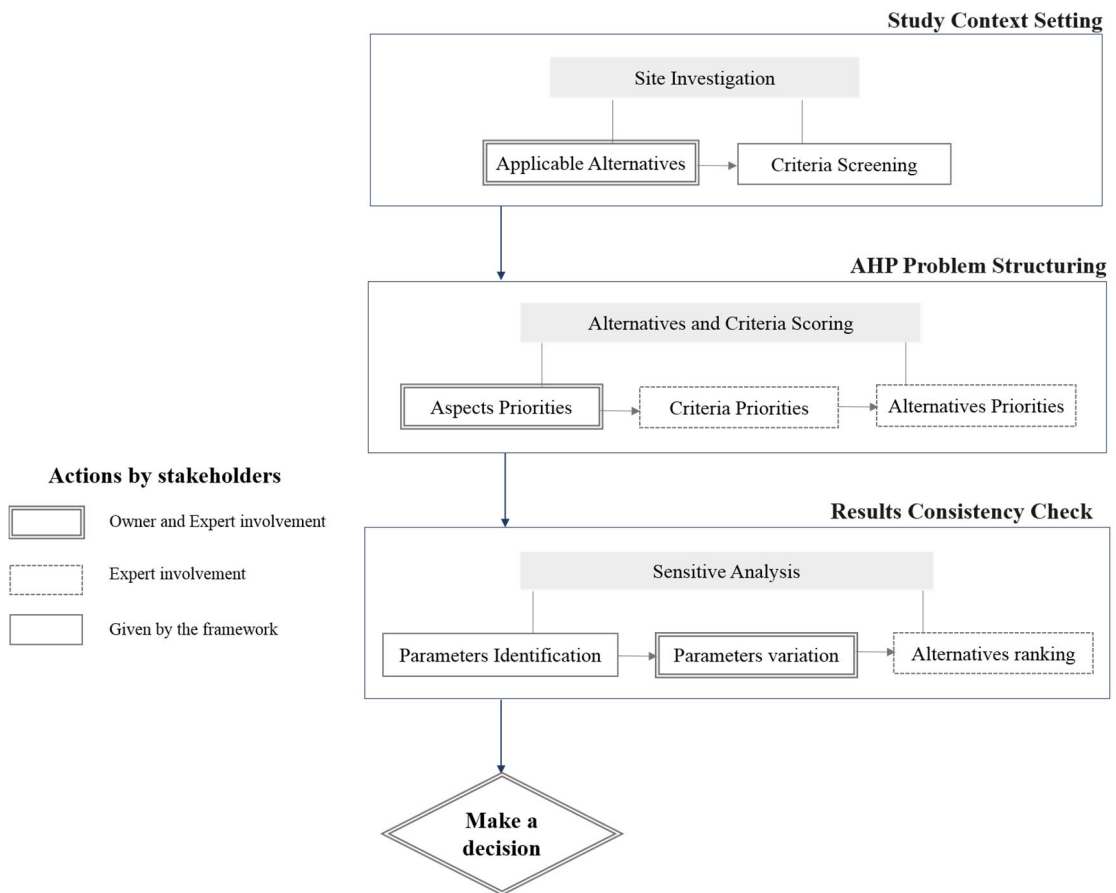 Study Context Setting
Site Investigation
Applicable Alternatives
Criteria Screening
AHP Problem Structuring
Alternatives and Criteria Scoring
Aspects Priorities
Criteria Priorities
Alternatives Priorities
Actions by stakeholders
Owner and Expert involvement
Expert involvement
Given by the framework
Results Consistency Check
Sensitive Analysis
Parameters Identification
Parameters variation
Alternatives ranking
Make a
decision